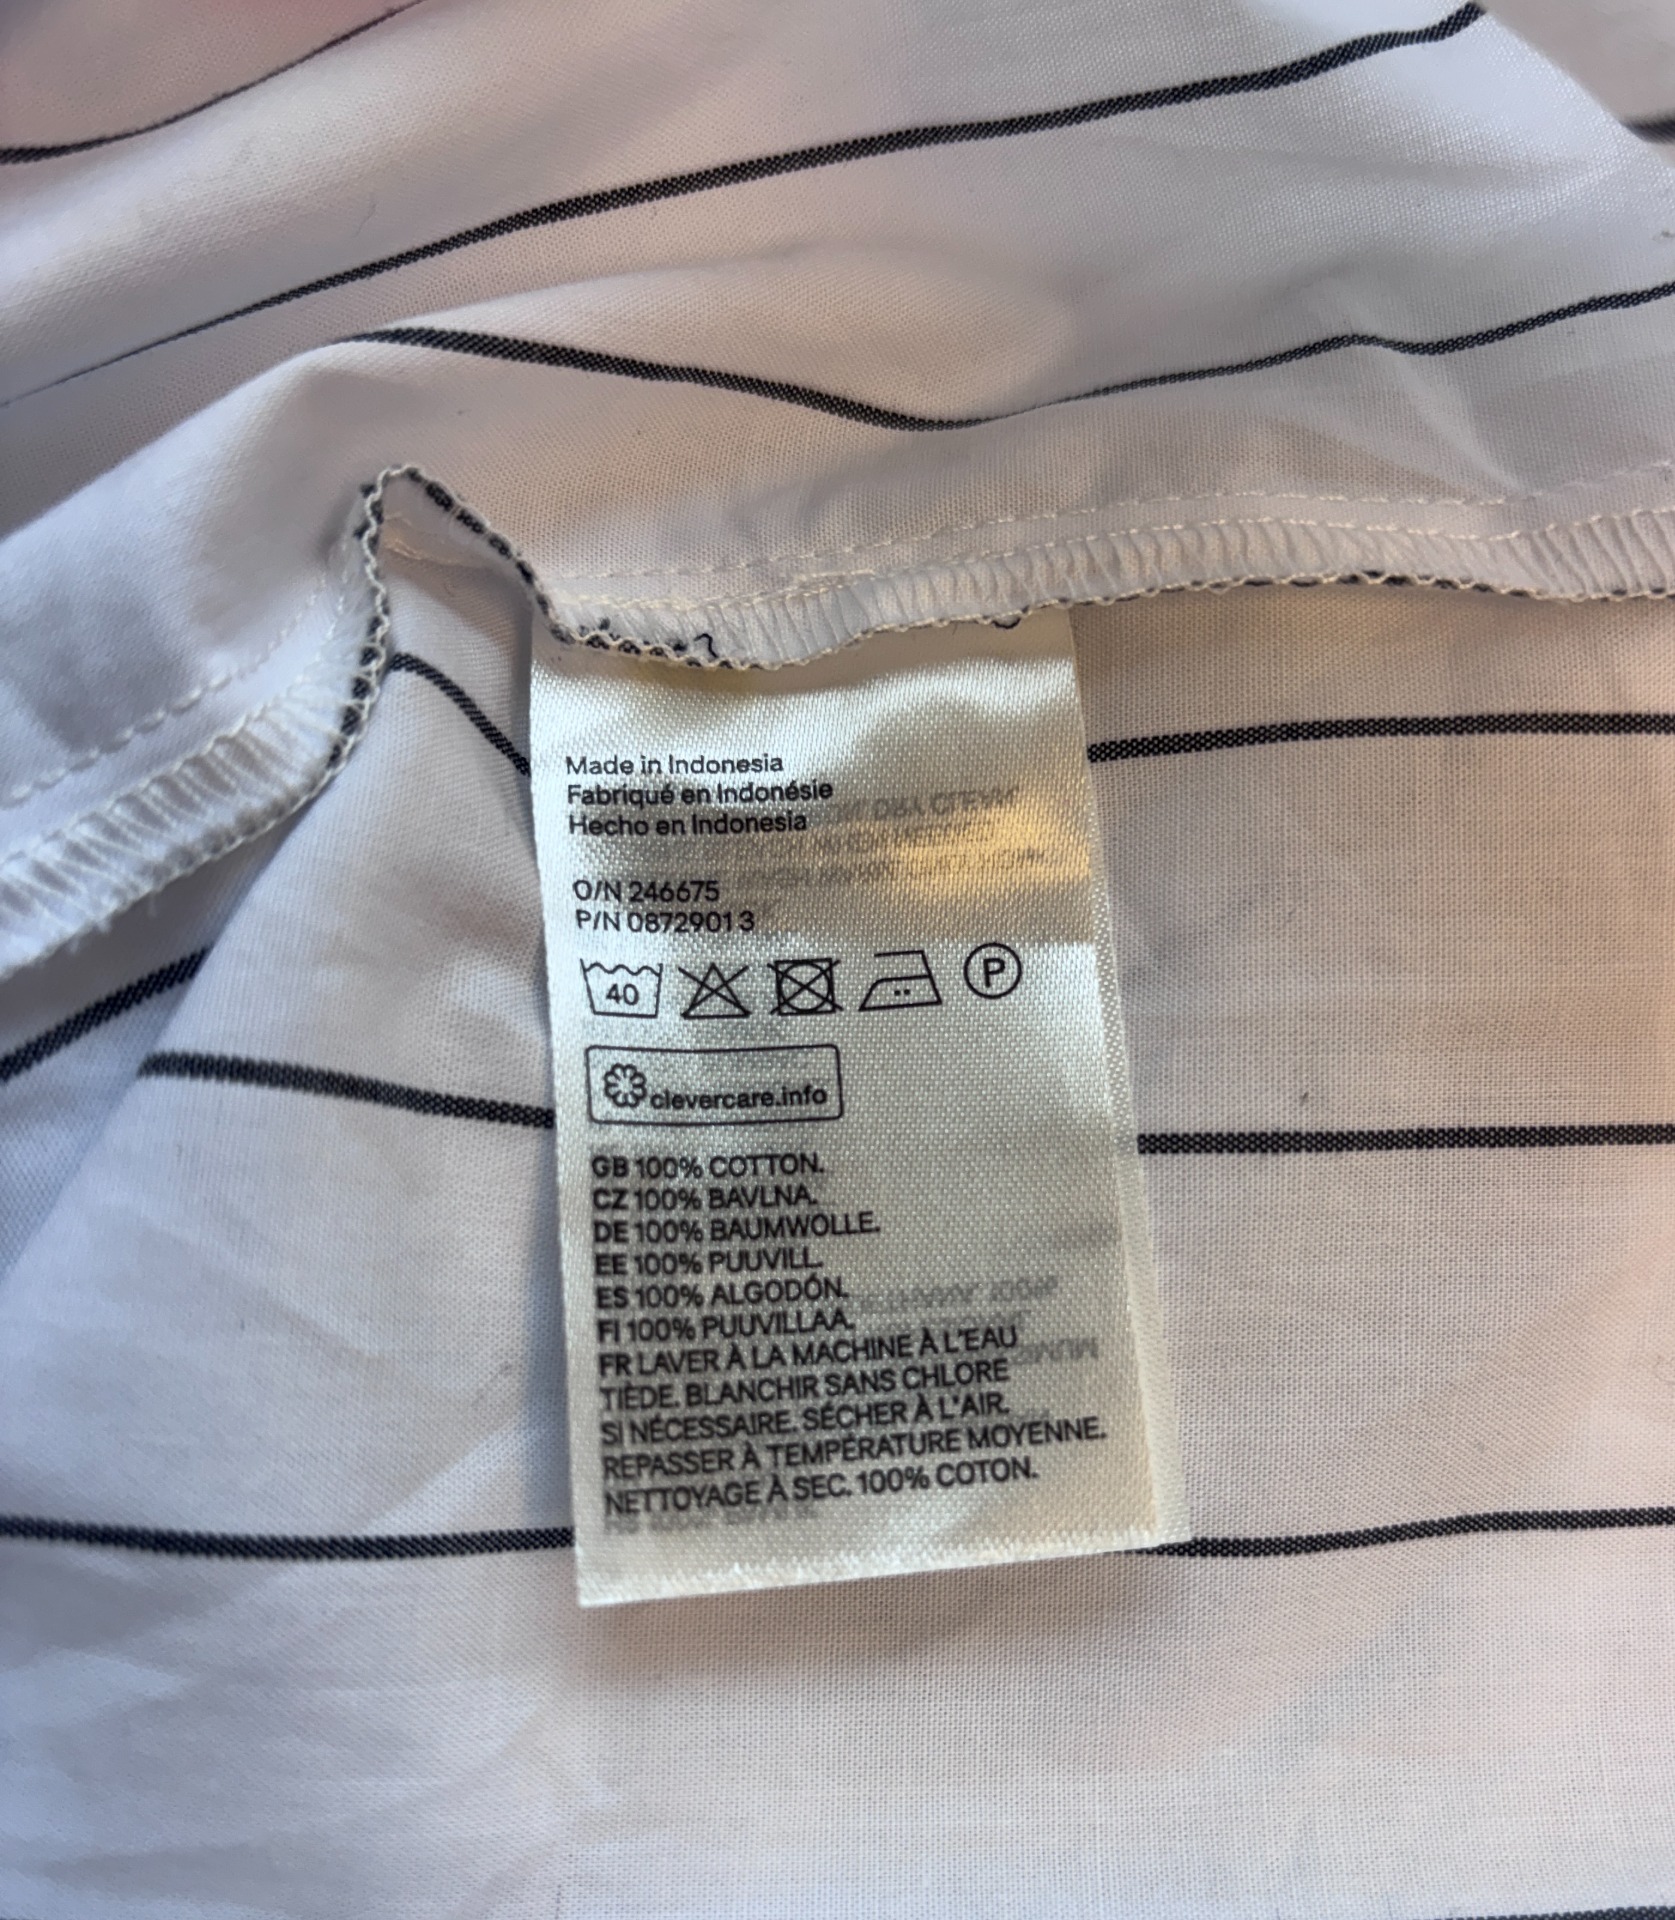 Made in Indonesia
Fabriqué en Indonésie
Hecho en Indonesia
O/N 246675
P/N 08729013
40
P
clevercare.info
GB 100% COTTON.
CZ 100% BAVLNA.
DE 100% BAUMWOLLE.
EE 100% PUUVILL.
ES 100% ALGODÓN.
FI 100% PUUVILLAA.
FR LAVER À LA MACHINE À L'EAU
TIÈDE. BLANCHIR SANS CHLORE
SI NÉCESSAIRE. SÉCHER À L'AIR.
REPASSER À TEMPÉRATURE MOYENNE.
NETTOYAGE À SEC. 100% COTON.